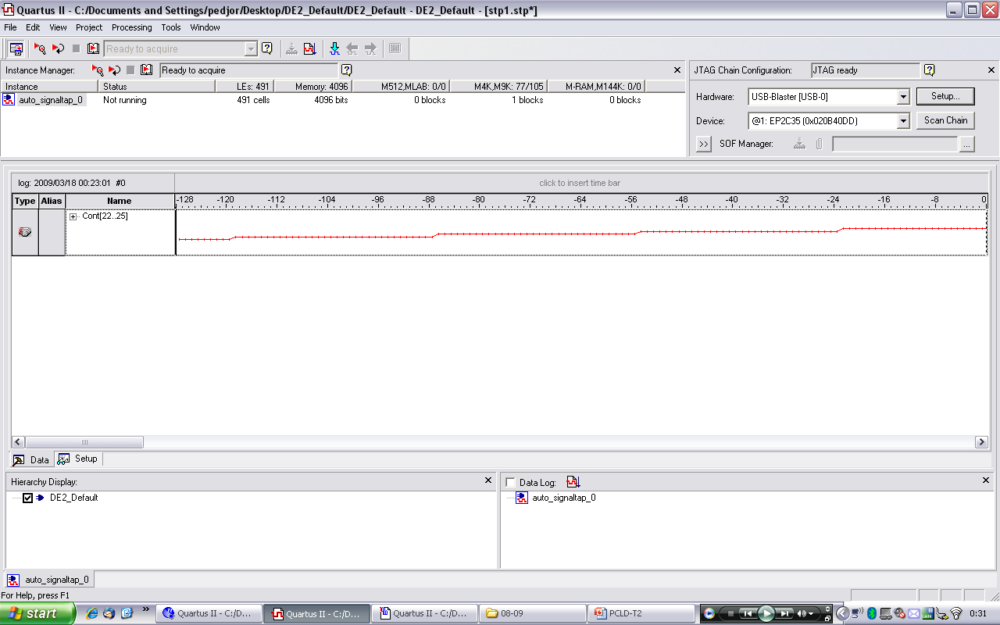 Quartus II - C:/Documents and Settings/pedjor/Desktop/DE2_Default/DE2_Default - DE2_Default - [stp1.stp*]
File Edit View Project Processing Tools Window
Ready to acquire
Instance Manager: Ready to acquire
JTAG Chain Configuration: JTAG ready
Instance Status LEs: 491 Memory: 4096 M512,MLAB: 0/0 M4K,M9K: 77/105 M-RAM,M144K: 0/0
auto_signaltap_0 Not running 491 cells 4096 bits 0 blocks 1 blocks 0 blocks
Hardware: USB-Blaster [USB-0] Setup...
Device: @1: EP2C35 (0x020B40DD) Scan Chain
>> SOF Manager: ...
log: 2009/03/18 00:23:01 #0 click to insert time bar
Type Alias Name -128 -120 -112 -104 -96 -88 -80 -72 -64 -56 -48 -40 -32 -24 -16 -8 0
Cont[22..25]
Data Setup
Hierarchy Display:
DE2_Default
Data Log:
auto_signaltap_0
auto_signaltap_0
For Help, press F1
start Quartus II - C:/D... Quartus II - C:/D... Quartus II - C:/D... 08-09 PCLD-T2 0:31